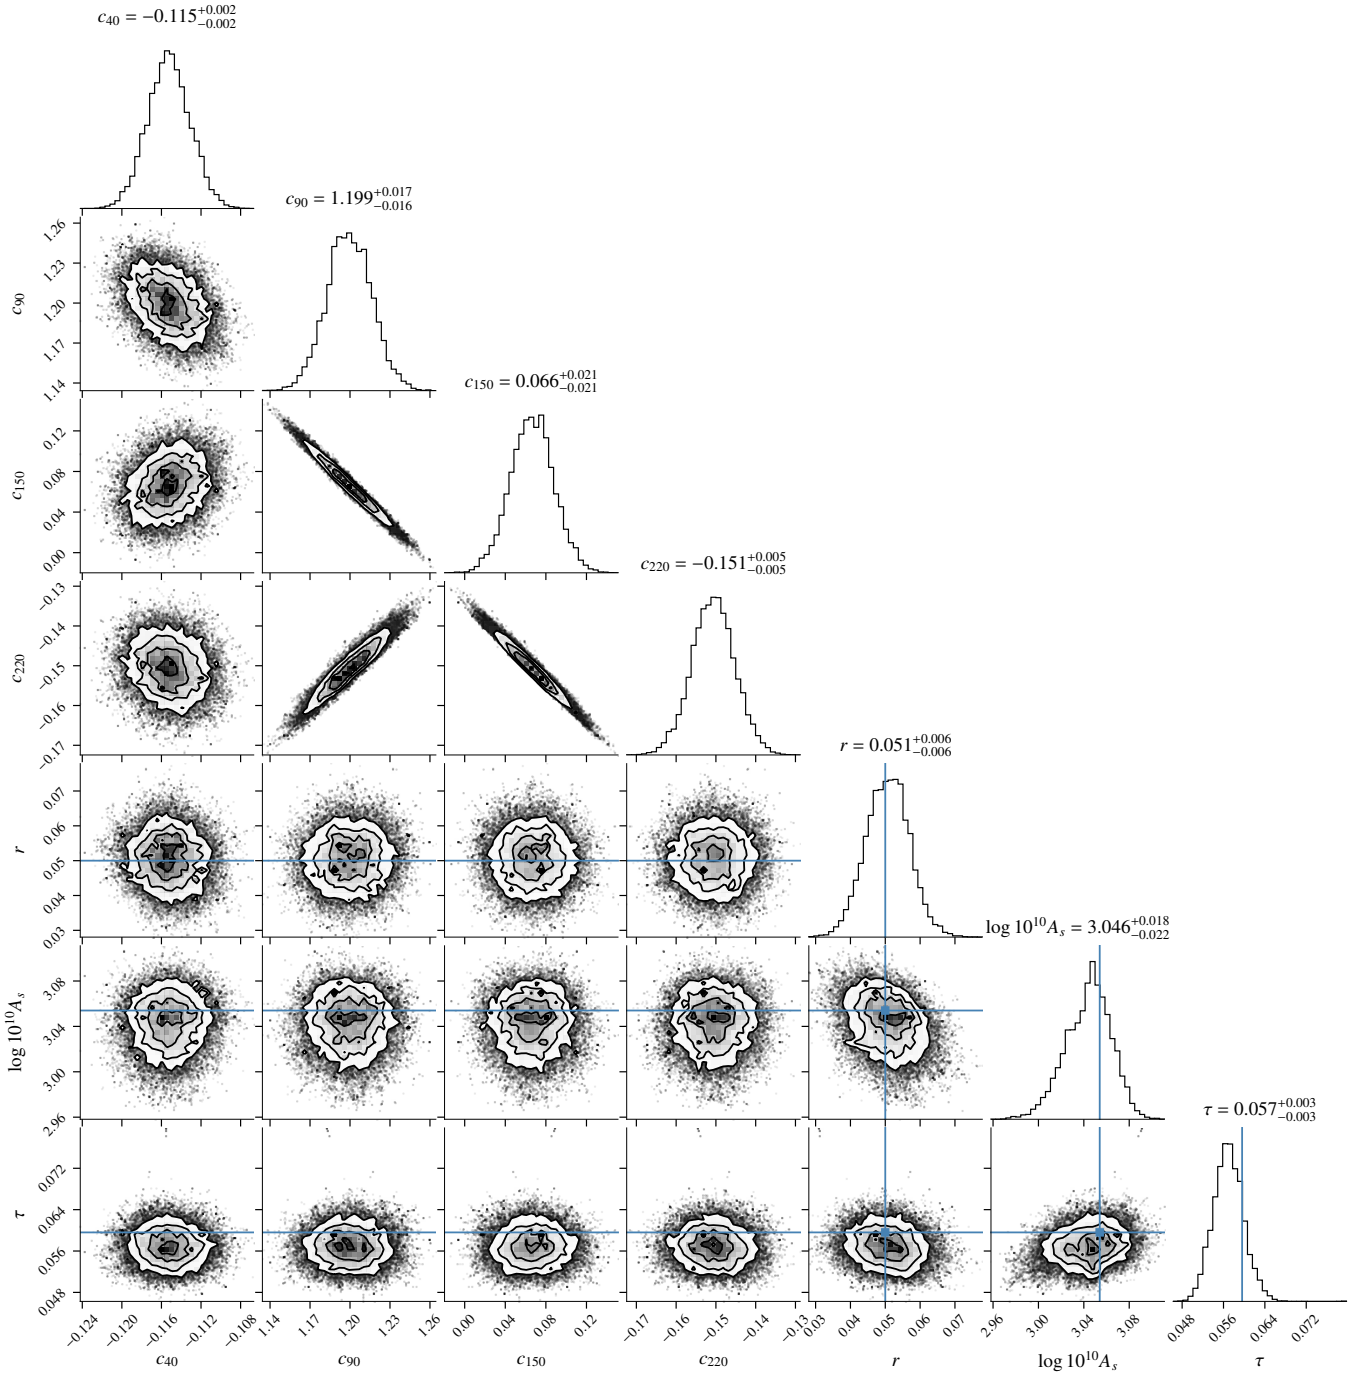 c₄₀ = −0.115⁺⁰·⁰⁰²₋₀.₀₀₂
c₉₀ = 1.199⁺⁰·⁰¹⁷₋₀.₀₁₆
1.26
1.23
1.20
1.17
1.14
c₉₀
c₁₅₀ = 0.066⁺⁰·⁰²¹₋₀.₀₂₁
0.12
0.08
0.04
0.00
c₁₅₀
c₂₂₀ = −0.151⁺⁰·⁰⁰⁵₋₀.₀₀₅
−0.13
−0.14
−0.15
−0.16
−0.17
c₂₂₀
r = 0.051⁺⁰·⁰⁰⁶₋₀.₀₀₆
0.07
0.06
0.05
0.04
0.03
r
log 10¹⁰Aₛ = 3.046⁺⁰·⁰¹⁸₋₀.₀₂₂
3.08
3.04
3.00
2.96
log 10¹⁰Aₛ
τ = 0.057⁺⁰·⁰⁰³₋₀.₀₀₃
0.072
0.064
0.056
0.048
τ
−0.124 −0.120 −0.116 −0.112 −0.108 1.14 1.17 1.20 1.23 1.26 0.00 0.04 0.08 0.12 −0.17 −0.16 −0.15 −0.14 −0.13 0.03 0.04 0.05 0.06 0.07 2.96 3.00 3.04 3.08 0.048 0.056 0.064 0.072
c₄₀ c₉₀ c₁₅₀ c₂₂₀ r log 10¹⁰Aₛ τ